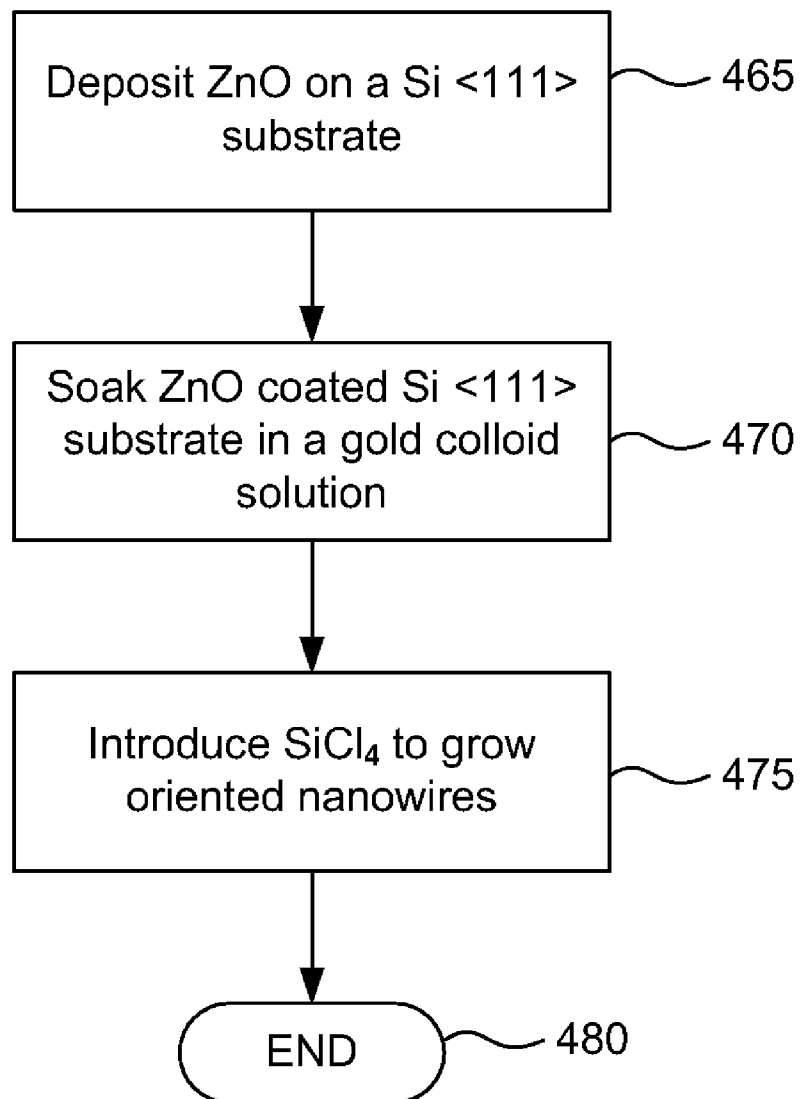 Deposit ZnO on a Si <111>
substrate
465
Soak ZnO coated Si <111>
substrate in a gold colloid
solution
470
Introduce SiCl₄ to grow
oriented nanowires
475
END
480